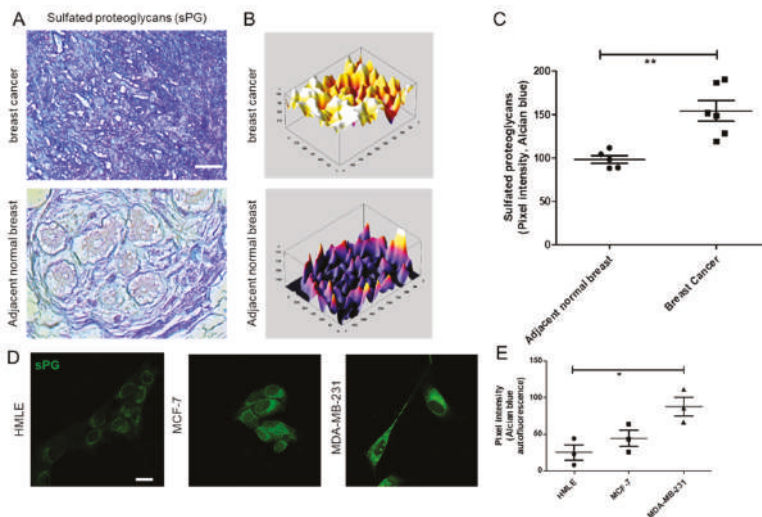 A
Sulfated proteoglycans (sPG)
breast cancer
Adjacent normal breast
B
breast cancer
Adjacent normal breast
C
Sulfated proteoglycans
(Pixel intensity, Alcian blue)
200
150
100
50
0
**
Adjacent normal breast
Breast Cancer
D
sPG
HMLE
MCF-7
MDA-MB-231
E
Pixel intensity
(Alcian blue
autofluorescence)
150
100
50
0
*
HMLE
MCF-7
MDA-MB-231